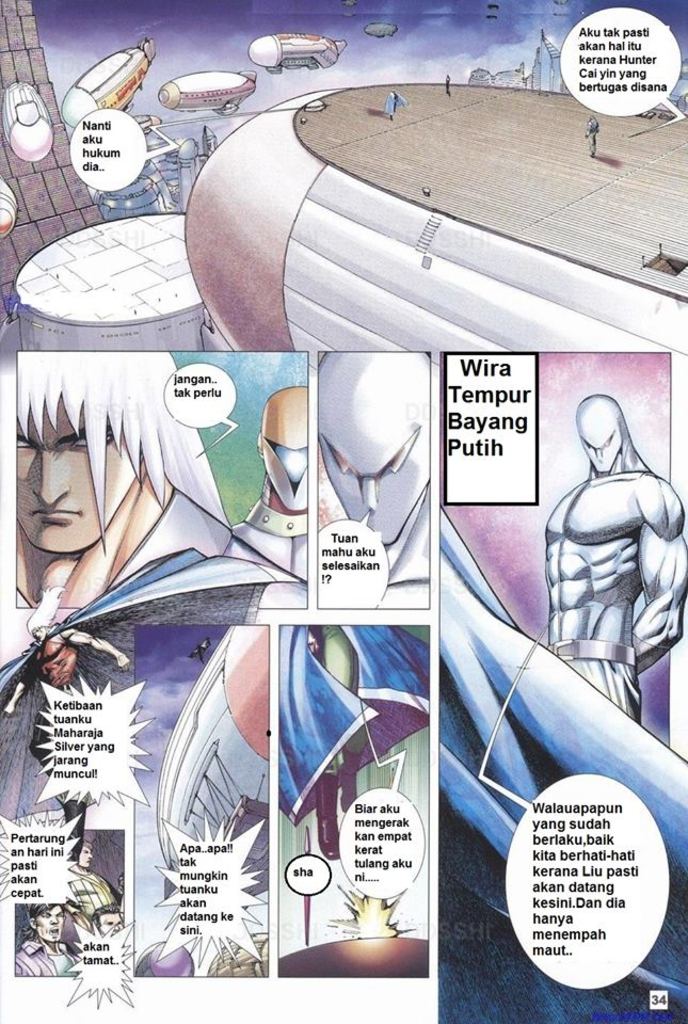 Aku tak pasti
akan hal itu
kerana Hunter
Cai yin yang
bertugas disana
Nanti
aku
hukum
dia..
jangan..
tak perlu
Tuan
mahu aku
selesaikan
!?
Wira
Tempur
Bayang
Putih
Ketibaan
tuanku
Maharaja
Silver yang
jarang
muncul!
Pertarung
an hari ini
pasti
akan
cepat.
akan
tamat..
Apa..apa!!
tak
mungkin
tuanku
akan
datang ke
sini.
Biar aku
mengerak
kan empat
kerat
tulang aku
ni.....
sha
Walauapapun
yang sudah
berlaku,baik
kita berhati-hati
kerana Liu pasti
akan datang
kesini.Dan dia
hanya
menempah
maut..
34